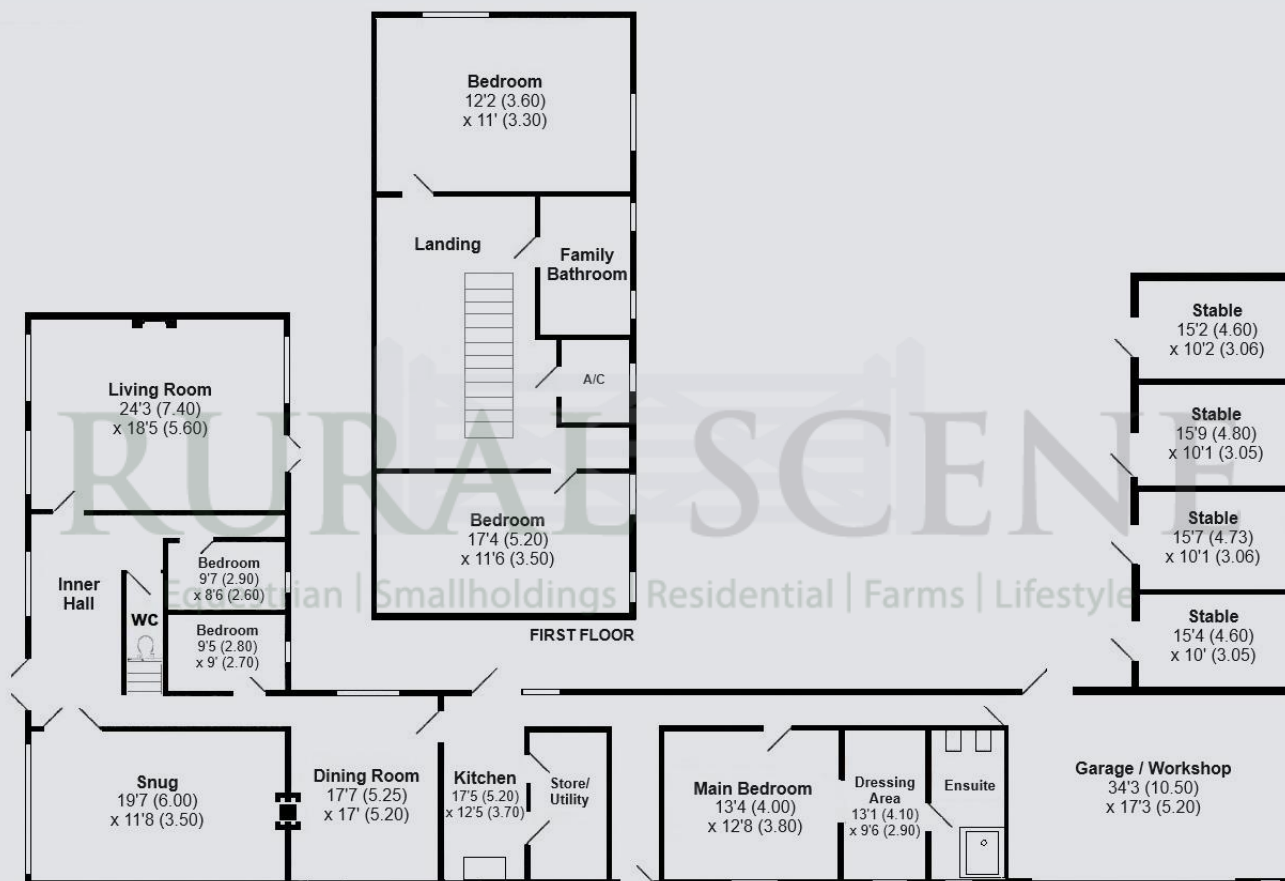 Bedroom
12'2 (3.60)
x 11' (3.30)
Landing
Family
Bathroom
A/C
Bedroom
17'4 (5.20)
x 11'6 (3.50)
FIRST FLOOR
Living Room
24'3 (7.40)
x 18'5 (5.60)
RURAL SCENE
Equestrian | Smallholdings | Residential | Farms | Lifestyle
Inner
Hall
WC
Bedroom
9'7 (2.90)
x 8'6 (2.60)
Bedroom
9'5 (2.80)
x 9' (2.70)
Snug
19'7 (6.00)
x 11'8 (3.50)
Dining Room
17'7 (5.25)
x 17' (5.20)
Kitchen
17'5 (5.20)
x 12'5 (3.70)
Store/
Utility
Main Bedroom
13'4 (4.00)
x 12'8 (3.80)
Dressing
Area
13'1 (4.10)
x 9'6 (2.90)
Ensuite
Stable
15'2 (4.60)
x 10'2 (3.06)
Stable
15'9 (4.80)
x 10'1 (3.05)
Stable
15'7 (4.73)
x 10'1 (3.06)
Stable
15'4 (4.60)
x 10' (3.05)
Garage / Workshop
34'3 (10.50)
x 17'3 (5.20)